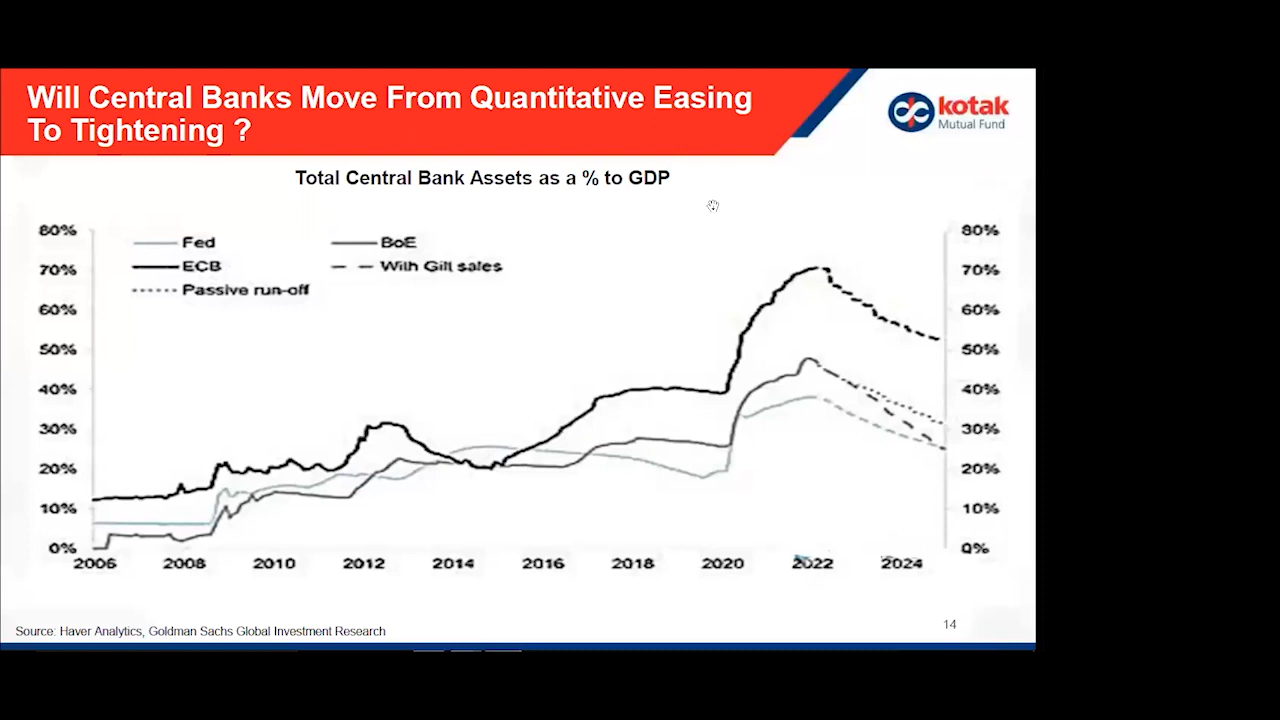 Will Central Banks Move From Quantitative Easing
To Tightening ?
kotak
Mutual Fund
Total Central Bank Assets as a % to GDP
80%
70%
60%
50%
40%
30%
20%
10%
0%
Fed
BoE
ECB
With Gilt sales
Passive run-off
80%
70%
60%
50%
40%
30%
20%
10%
0%
2006 2008 2010 2012 2014 2016 2018 2020 2022 2024
Source: Haver Analytics, Goldman Sachs Global Investment Research
14